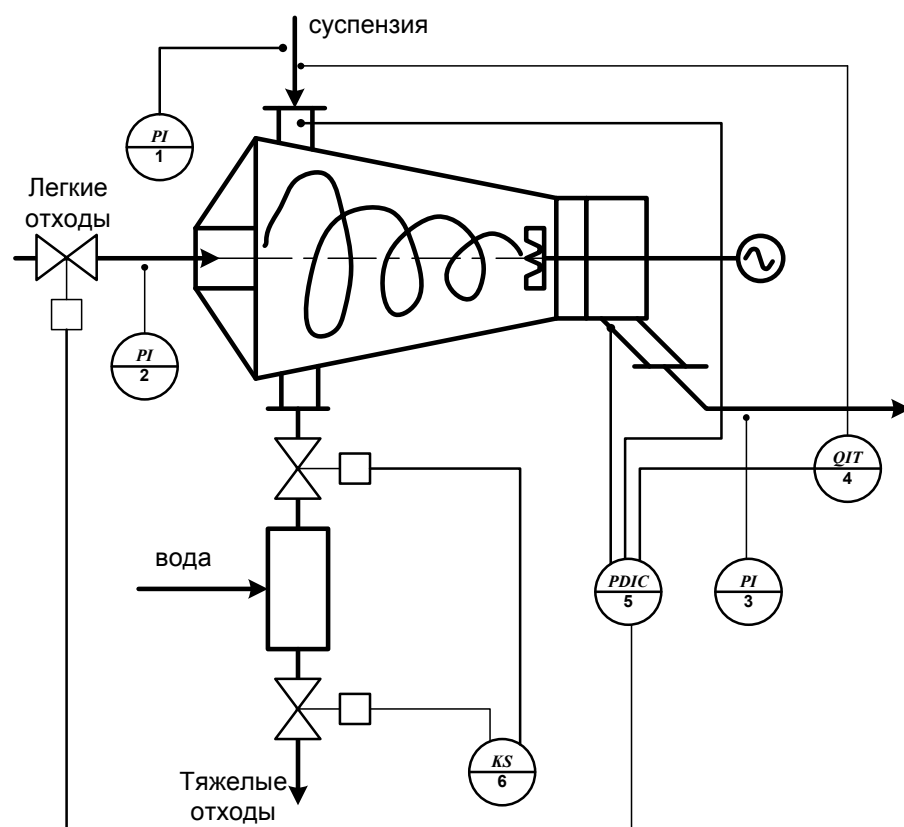 суспензия
PI
1
Легкие
отходы
PI
2
QIT
4
вода
PDIC
5
PI
3
KS
6
Тяжелые
отходы